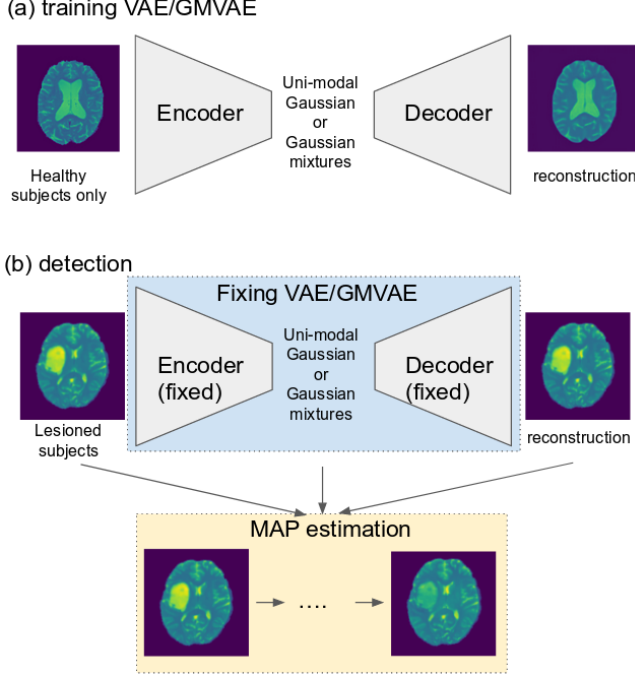 (a) training VAE/GMVAE
Encoder
Uni-modal
Gaussian
or
Gaussian
mixtures
Decoder
Healthy
subjects only
reconstruction
(b) detection
Fixing VAE/GMVAE
Encoder
(fixed)
Uni-modal
Gaussian
or
Gaussian
mixtures
Decoder
(fixed)
Lesioned
subjects
reconstruction
MAP estimation
....